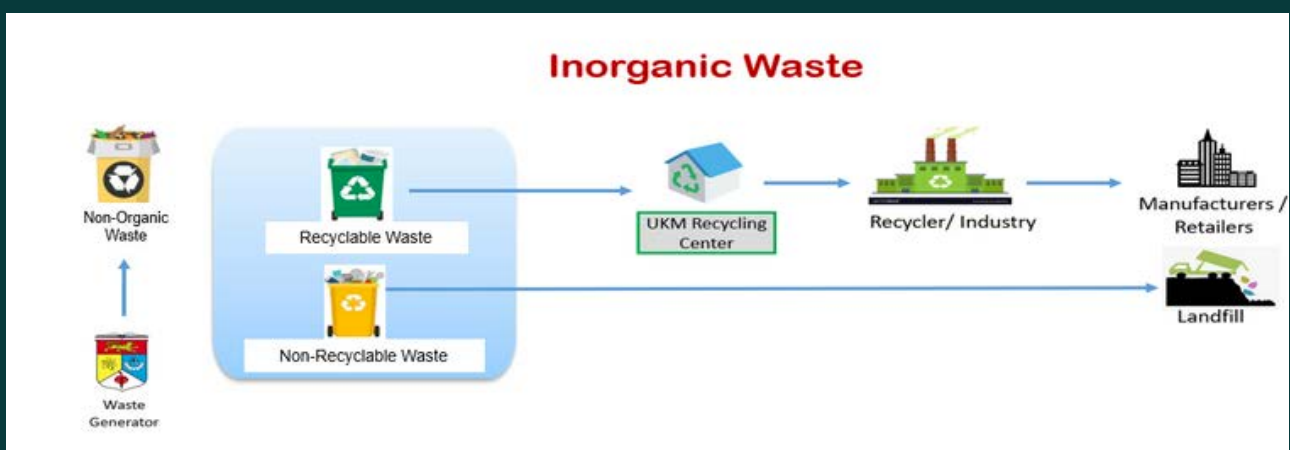 Inorganic Waste
Non-Organic
Waste
Waste
Generator
Recyclable Waste
Non-Recyclable Waste
UKM Recycling
Center
Recycler/ Industry
Manufacturers /
Retailers
Landfill